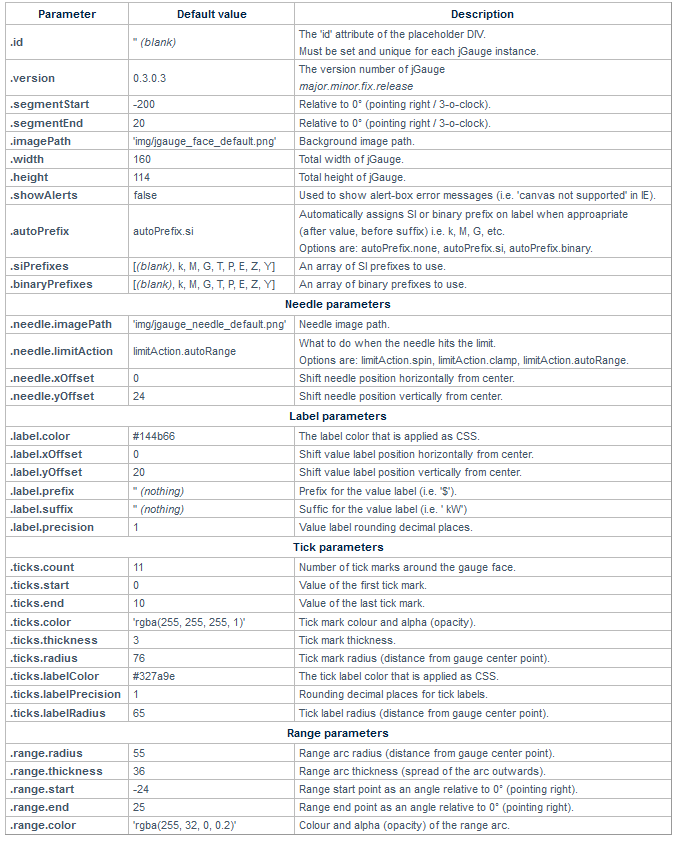 Parameter Default value Description
.id '' (blank) The 'id' attribute of the placeholder DIV.
Must be set and unique for each jGauge instance.
.version 0.3.0.3 The version number of jGauge
major.minor.fix.release
.segmentStart -200 Relative to 0° (pointing right / 3-o-clock).
.segmentEnd 20 Relative to 0° (pointing right / 3-o-clock).
.imagePath 'img/jgauge_face_default.png' Background image path.
.width 160 Total width of jGauge.
.height 114 Total height of jGauge.
.showAlerts false Used to show alert-box error messages (i.e. 'canvas not supported' in IE).
.autoPrefix autoPrefix.si Automatically assigns SI or binary prefix on label when approapriate
(after value, before suffix) i.e. k, M, G, etc.
Options are: autoPrefix.none, autoPrefix.si, autoPrefix.binary.
.siPrefixes [(blank), k, M, G, T, P, E, Z, Y] An array of SI prefixes to use.
.binaryPrefixes [(blank), k, M, G, T, P, E, Z, Y] An array of binary prefixes to use.
Needle parameters
.needle.imagePath 'img/jgauge_needle_default.png' Needle image path.
.needle.limitAction limitAction.autoRange What to do when the needle hits the limit.
Options are: limitAction.spin, limitAction.clamp, limitAction.autoRange.
.needle.xOffset 0 Shift needle position horizontally from center.
.needle.yOffset 24 Shift needle position vertically from center.
Label parameters
.label.color #144b66 The label color that is applied as CSS.
.label.xOffset 0 Shift value label position horizontally from center.
.label.yOffset 20 Shift value label position vertically from center.
.label.prefix '' (nothing) Prefix for the value label (i.e. '$').
.label.suffix '' (nothing) Suffic for the value label (i.e. ' kW')
.label.precision 1 Value label rounding decimal places.
Tick parameters
.ticks.count 11 Number of tick marks around the gauge face.
.ticks.start 0 Value of the first tick mark.
.ticks.end 10 Value of the last tick mark.
.ticks.color 'rgba(255, 255, 255, 1)' Tick mark colour and alpha (opacity).
.ticks.thickness 3 Tick mark thickness.
.ticks.radius 76 Tick mark radius (distance from gauge center point).
.ticks.labelColor #327a9e The tick label color that is applied as CSS.
.ticks.labelPrecision 1 Rounding decimal places for tick labels.
.ticks.labelRadius 65 Tick label radius (distance from gauge center point).
Range parameters
.range.radius 55 Range arc radius (distance from gauge center point).
.range.thickness 36 Range arc thickness (spread of the arc outwards).
.range.start -24 Range start point as an angle relative to 0° (pointing right).
.range.end 25 Range end point as an angle relative to 0° (pointing right).
.range.color 'rgba(255, 32, 0, 0.2)' Colour and alpha (opacity) of the range arc.